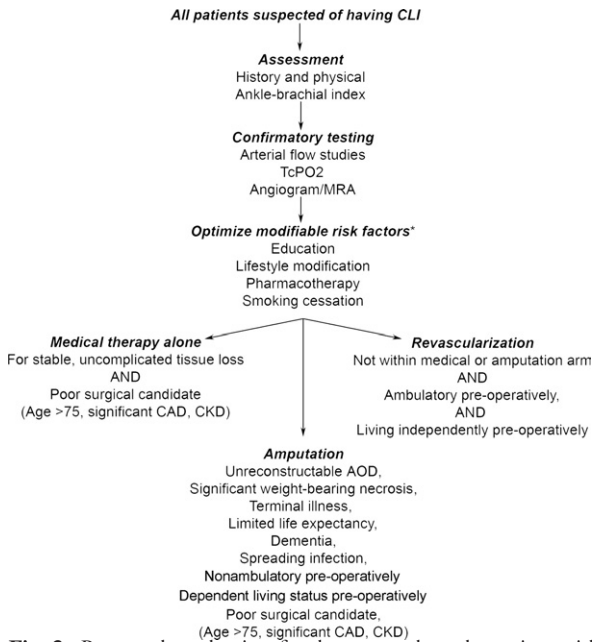 All patients suspected of having CLI
Assessment
History and physical
Ankle-brachial index
Confirmatory testing
Arterial flow studies
TcPO2
Angiogram/MRA
Optimize modifiable risk factors*
Education
Lifestyle modification
Pharmacotherapy
Smoking cessation
Medical therapy alone
For stable, uncomplicated tissue loss
AND
Poor surgical candidate
(Age >75, significant CAD, CKD)
Revascularization
Not within medical or amputation arm
AND
Ambulatory pre-operatively,
AND
Living independently pre-operatively
Amputation
Unreconstructable AOD,
Significant weight-bearing necrosis,
Terminal illness,
Limited life expectancy,
Dementia,
Spreading infection,
Nonambulatory pre-operatively
Dependent living status pre-operatively
Poor surgical candidate,
(Age >75, significant CAD, CKD)